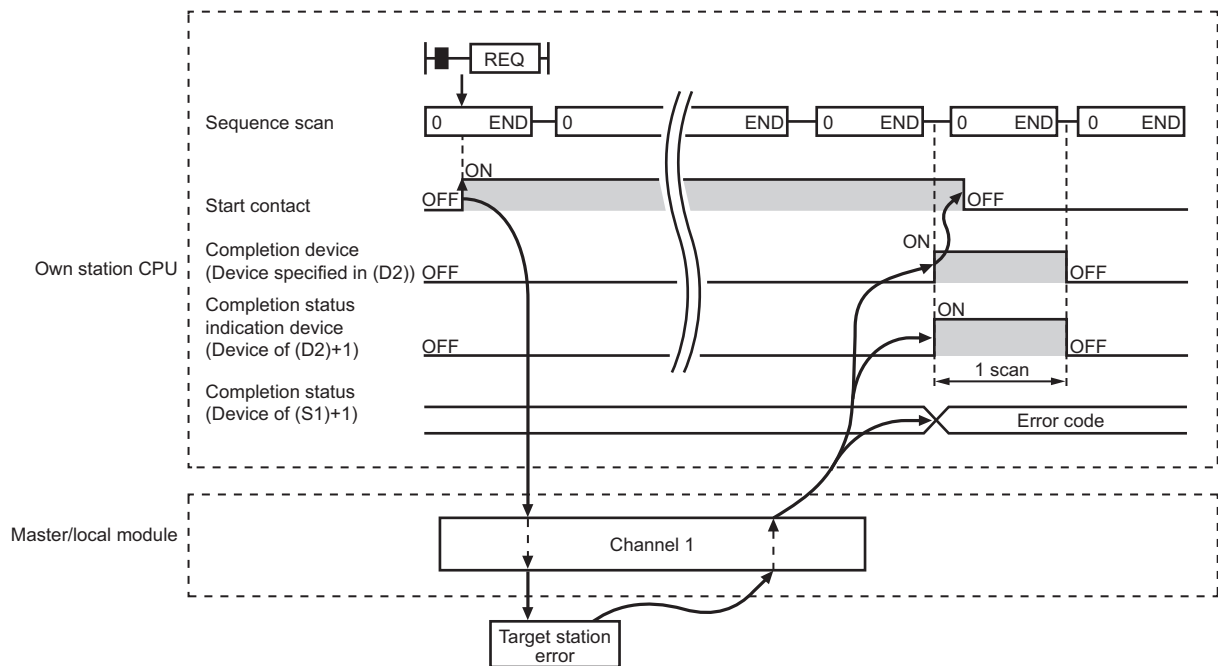 REQ
Sequence scan
0 END 0 END 0 END 0 END 0 END
ON
Start contact
OFF
OFF
Own station CPU
Completion device
(Device specified in (D2))
OFF
ON
OFF
Completion status
indication device
(Device of (D2)+1)
OFF
ON
OFF
1 scan
Completion status
(Device of (S1)+1)
Error code
Master/local module
Channel 1
Target station
error